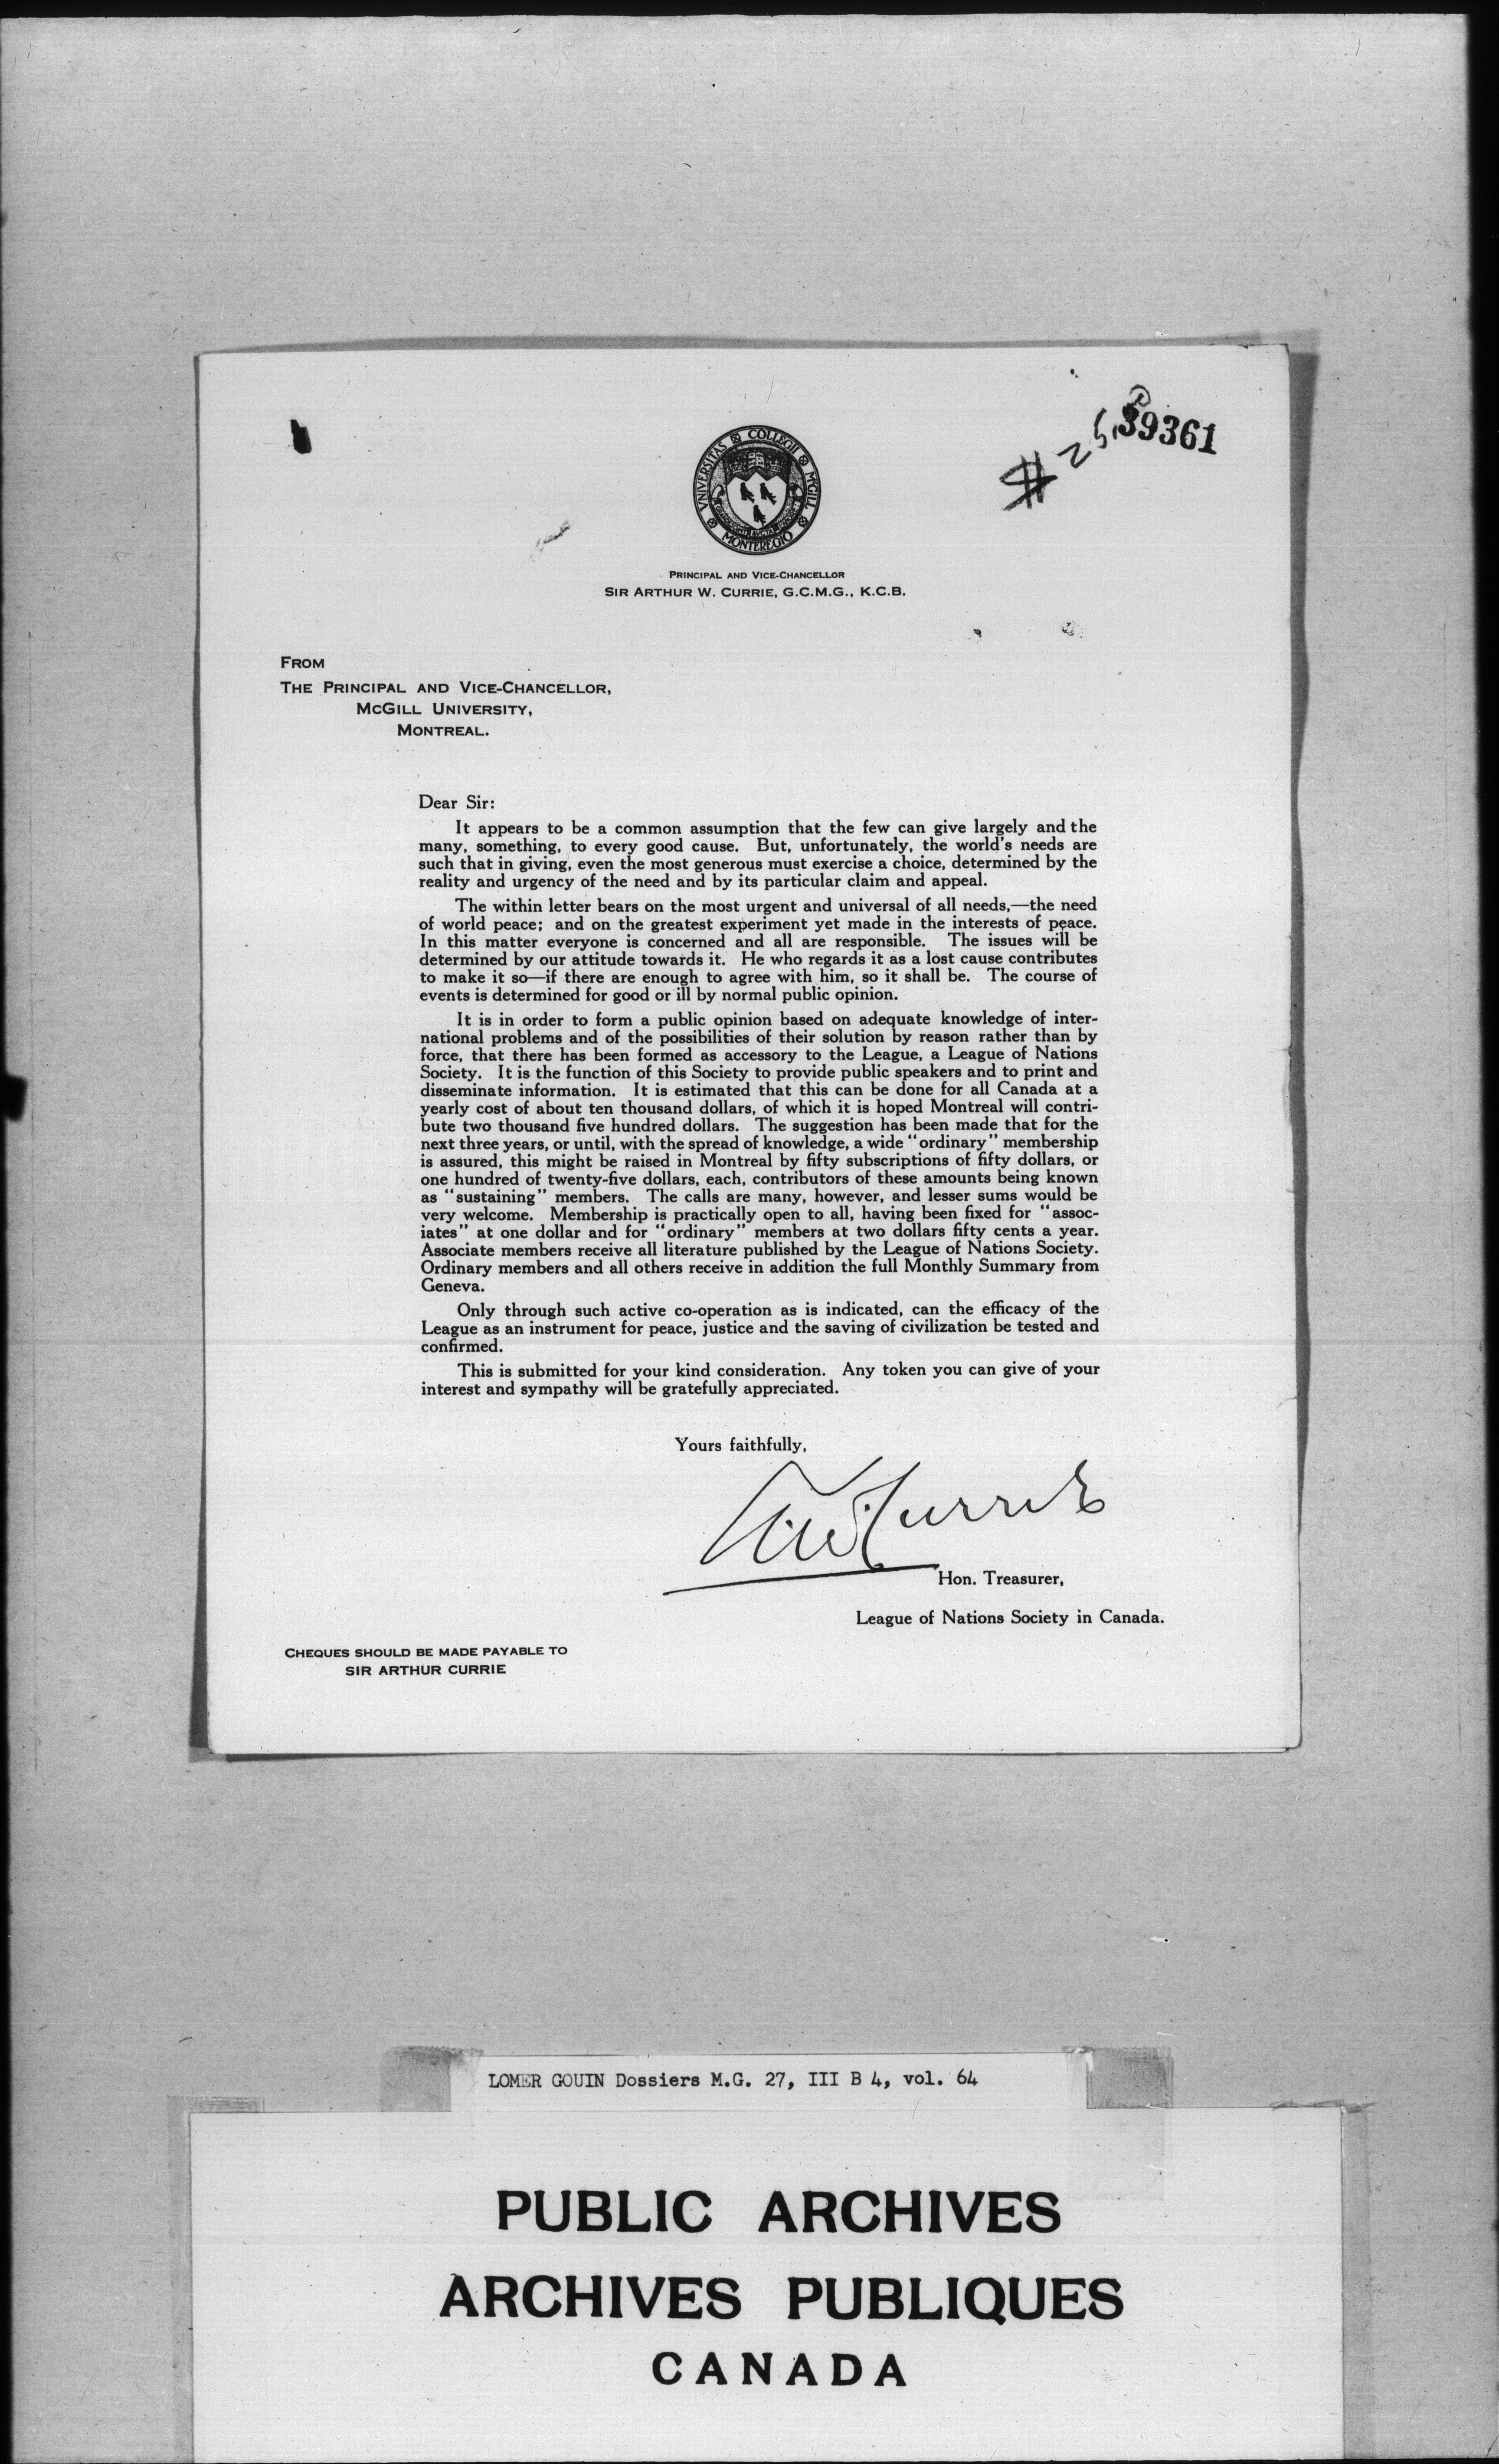 39361
$25.
UNIVERSITAS COLLEGII MCGILL
MONTEREGIO
PRINCIPAL AND VICE-CHANCELLOR
SIR ARTHUR W. CURRIE, G.C.M.G., K.C.B.
FROM
THE PRINCIPAL AND VICE-CHANCELLOR,
MCGILL UNIVERSITY,
MONTREAL.
Dear Sir:
It appears to be a common assumption that the few can give largely and the
many, something, to every good cause. But, unfortunately, the world's needs are
such that in giving, even the most generous must exercise a choice, determined by the
reality and urgency of the need and by its particular claim and appeal.
The within letter bears on the most urgent and universal of all needs,—the need
of world peace; and on the greatest experiment yet made in the interests of peace.
In this matter everyone is concerned and all are responsible. The issues will be
determined by our attitude towards it. He who regards it as a lost cause contributes
to make it so—if there are enough to agree with him, so it shall be. The course of
events is determined for good or ill by normal public opinion.
It is in order to form a public opinion based on adequate knowledge of inter-
national problems and of the possibilities of their solution by reason rather than by
force, that there has been formed as accessory to the League, a League of Nations
Society. It is the function of this Society to provide public speakers and to print and
disseminate information. It is estimated that this can be done for all Canada at a
yearly cost of about ten thousand dollars, of which it is hoped Montreal will contri-
bute two thousand five hundred dollars. The suggestion has been made that for the
next three years, or until, with the spread of knowledge, a wide "ordinary" membership
is assured, this might be raised in Montreal by fifty subscriptions of fifty dollars, or
one hundred of twenty-five dollars, each, contributors of these amounts being known
as "sustaining" members. The calls are many, however, and lesser sums would be
very welcome. Membership is practically open to all, having been fixed for "assoc-
iates" at one dollar and for "ordinary" members at two dollars fifty cents a year.
Associate members receive all literature published by the League of Nations Society.
Ordinary members and all others receive in addition the full Monthly Summary from
Geneva.
Only through such active co-operation as is indicated, can the efficacy of the
League as an instrument for peace, justice and the saving of civilization be tested and
confirmed.
This is submitted for your kind consideration. Any token you can give of your
interest and sympathy will be gratefully appreciated.
Yours faithfully,
A.W. Currie
Hon. Treasurer,
League of Nations Society in Canada.
CHEQUES SHOULD BE MADE PAYABLE TO
SIR ARTHUR CURRIE
LOMER GOUIN Dossiers M.G. 27, III B 4, vol. 64
PUBLIC ARCHIVES
ARCHIVES PUBLIQUES
CANADA